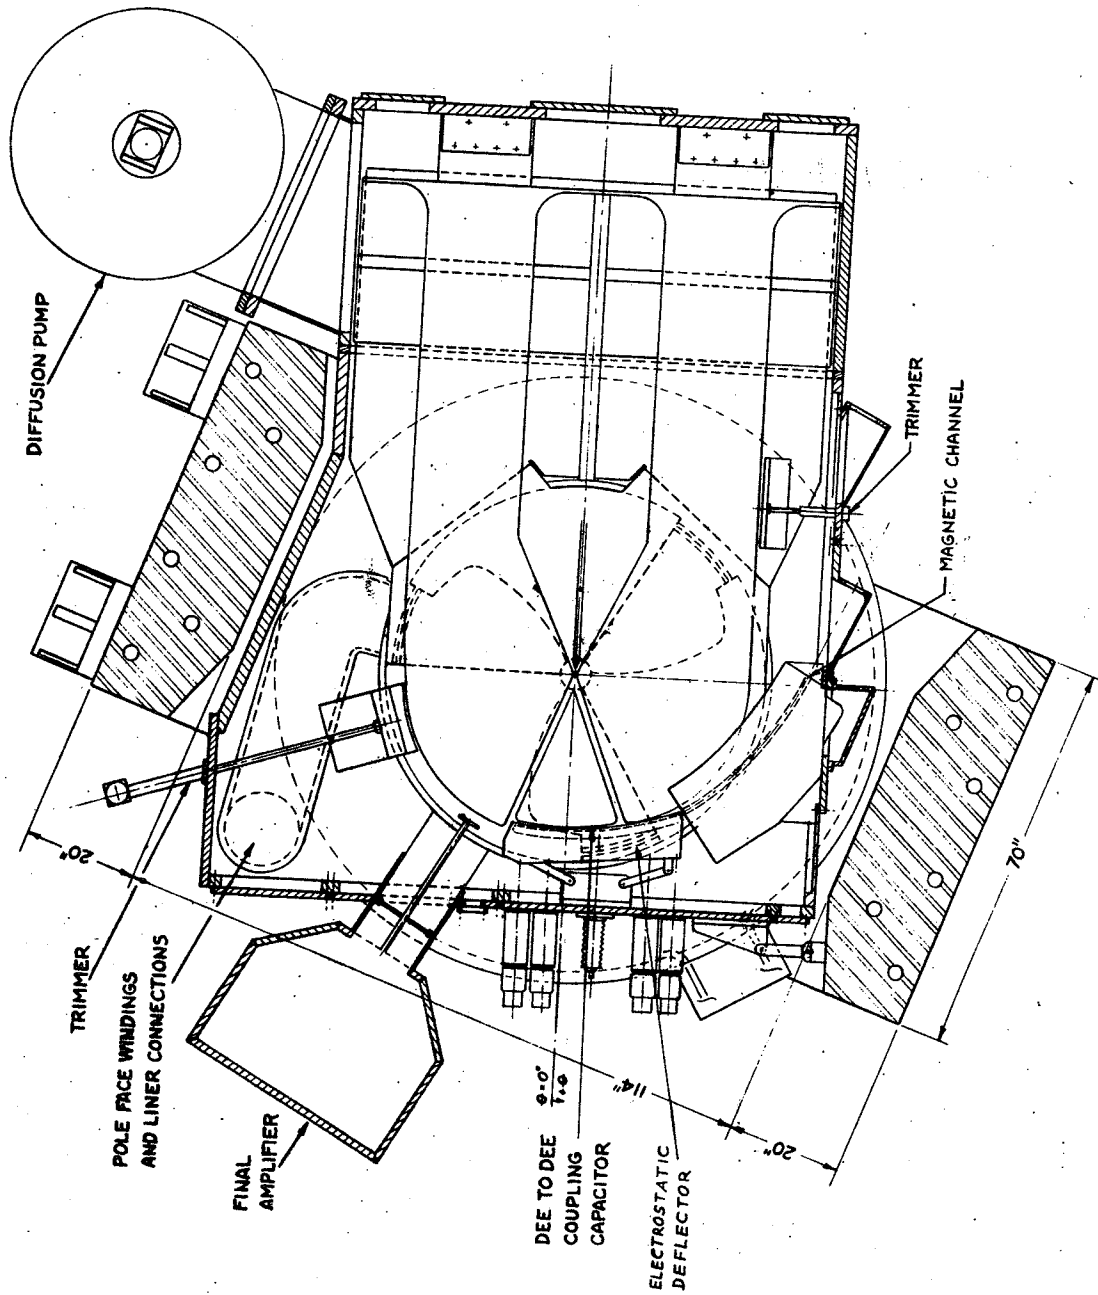 DIFFUSION PUMP
TRIMMER
MAGNETIC CHANNEL
20"
70"
TRIMMER
POLE FACE WINDINGS
AND LINER CONNECTIONS
FINAL
AMPLIFIER
114"
20"
θ=0°
+θ
DEE TO DEE
COUPLING
CAPACITOR
ELECTROSTATIC
DEFLECTOR